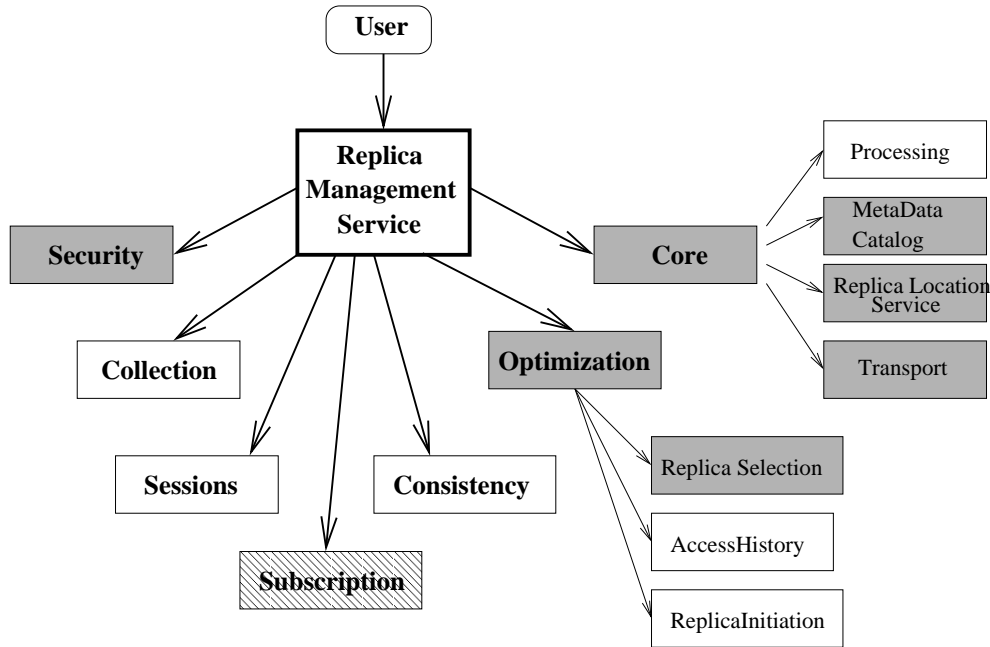 User
Replica
Management
Service
Processing
MetaData
Catalog
Security
Core
Replica Location
Service
Collection
Optimization
Transport
Sessions
Consistency
Replica Selection
AccessHistory
Subscription
ReplicaInitiation